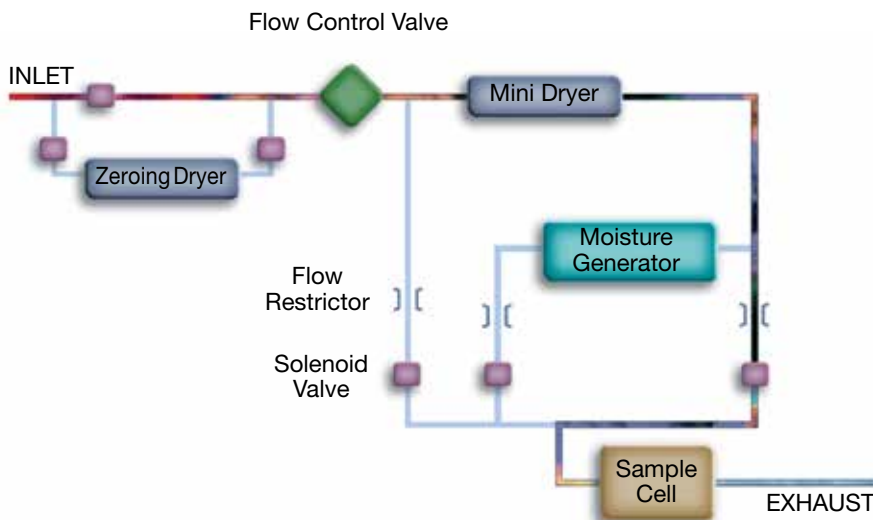 Flow Control Valve
INLET
Mini Dryer
Zeroing Dryer
Moisture
Generator
Flow
Restrictor
Solenoid
Valve
Sample
Cell
EXHAUST